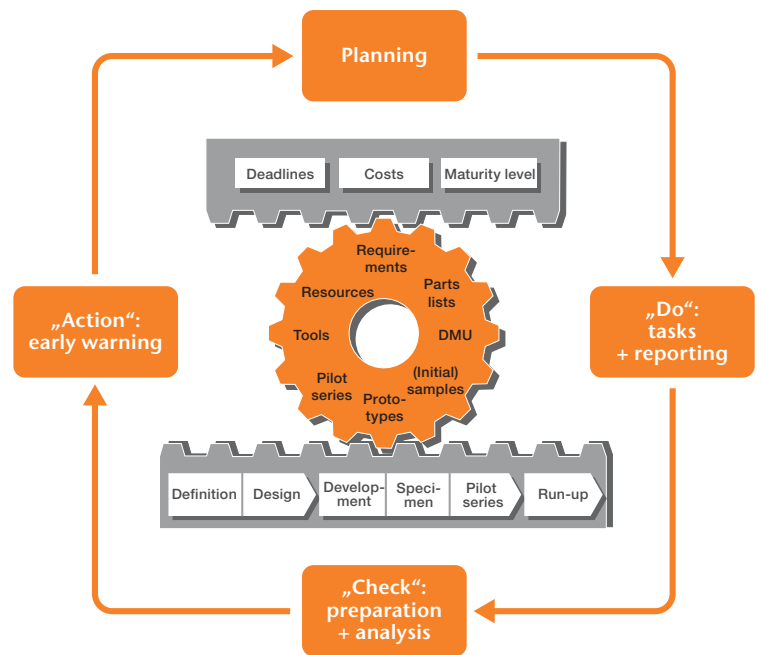 Planning
Deadlines
Costs
Maturity level
Require-
ments
Parts
lists
Resources
Tools
DMU
Pilot
series
(Initial)
samples
Proto-
types
„Action“:
early warning
„Do“:
tasks
+ reporting
Definition
Design
Develop-
ment
Speci-
men
Pilot
series
Run-up
„Check“:
preparation
+ analysis